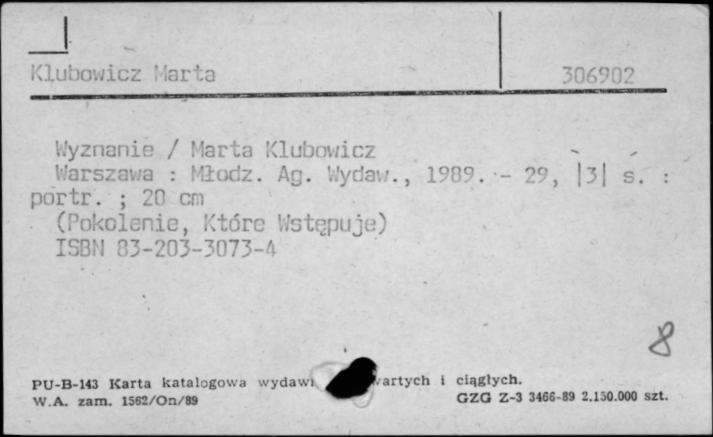 Klubowicz Marta 306902
Wyznanie / Marta Klubowicz
Warszawa : Młodz. Ag. Wydaw., 1989. - 29, |3| s. :
portr. ; 20 cm
(Pokolenie, Które Wstępuje)
ISBN 83-203-3073-4
8
PU-B-143 Karta katalogowa wydawn artych i ciągłych.
W.A. zam. 1562/On/89 GZG Z-3 3466-89 2.150.000 szt.